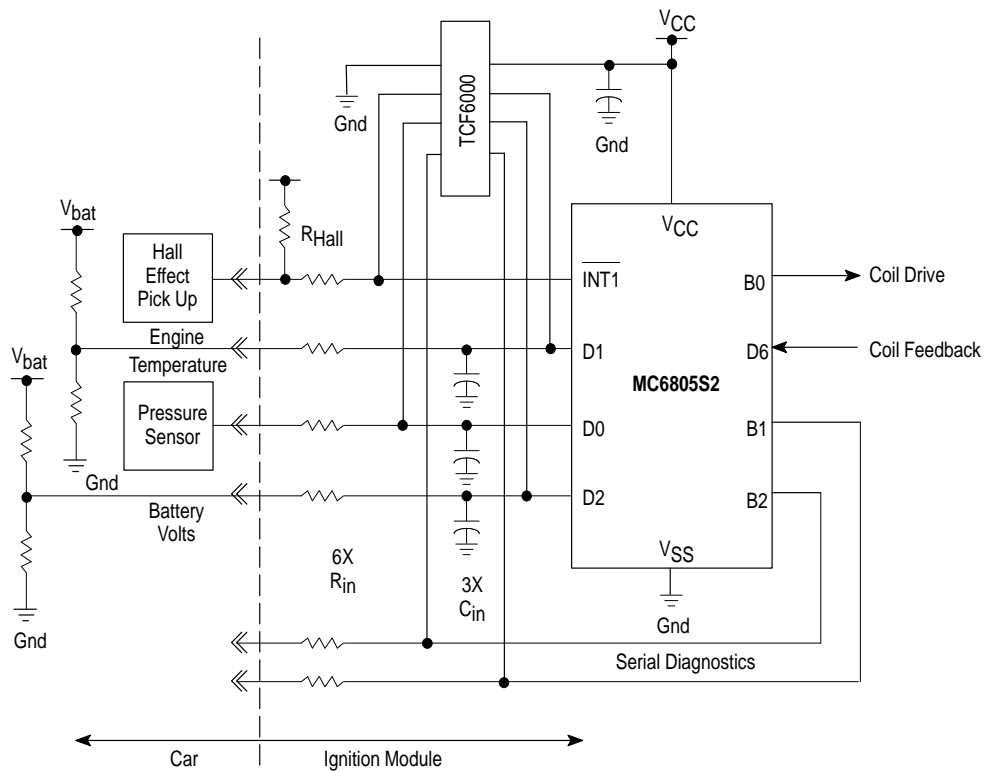 VCC
TCF6000
Gnd
Gnd
Vbat
RHall
VCC
Hall
Effect
Pick Up
INT1
B0
Coil Drive
Engine
Temperature
Vbat
D1
D6
Coil Feedback
MC6805S2
Pressure
Sensor
D0
B1
Gnd
Battery
Volts
D2
B2
6X
Rin
3X
Cin
VSS
Gnd
Gnd
Serial Diagnostics
Car
Ignition Module